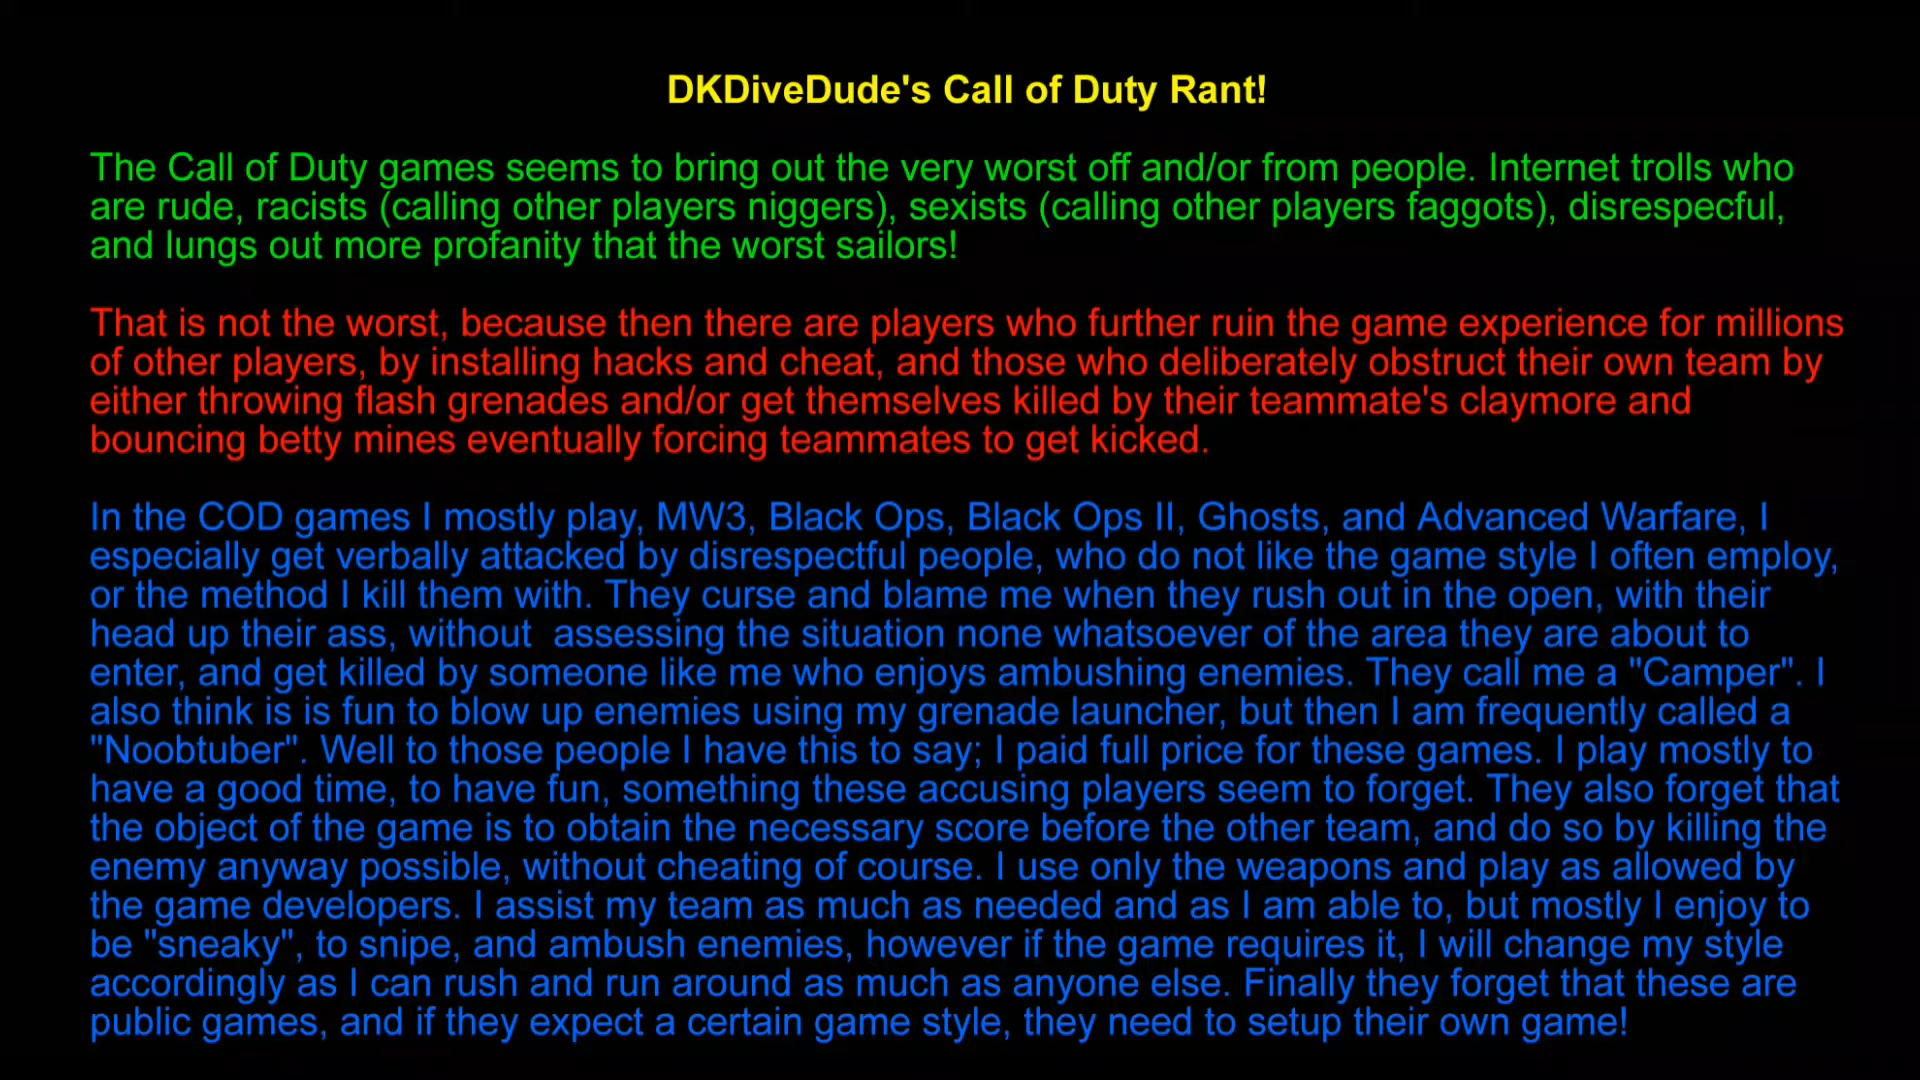 DKDiveDude's Call of Duty Rant!
The Call of Duty games seems to bring out the very worst off and/or from people. Internet trolls who
are rude, racists (calling other players niggers), sexists (calling other players faggots), disrespecful,
and lungs out more profanity that the worst sailors!
That is not the worst, because then there are players who further ruin the game experience for millions
of other players, by installing hacks and cheat, and those who deliberately obstruct their own team by
either throwing flash grenades and/or get themselves killed by their teammate's claymore and
bouncing betty mines eventually forcing teammates to get kicked.
In the COD games I mostly play, MW3, Black Ops, Black Ops II, Ghosts, and Advanced Warfare, I
especially get verbally attacked by disrespectful people, who do not like the game style I often employ,
or the method I kill them with. They curse and blame me when they rush out in the open, with their
head up their ass, without  assessing the situation none whatsoever of the area they are about to
enter, and get killed by someone like me who enjoys ambushing enemies. They call me a "Camper". I
also think is is fun to blow up enemies using my grenade launcher, but then I am frequently called a
"Noobtuber". Well to those people I have this to say; I paid full price for these games. I play mostly to
have a good time, to have fun, something these accusing players seem to forget. They also forget that
the object of the game is to obtain the necessary score before the other team, and do so by killing the
enemy anyway possible, without cheating of course. I use only the weapons and play as allowed by
the game developers. I assist my team as much as needed and as I am able to, but mostly I enjoy to
be "sneaky", to snipe, and ambush enemies, however if the game requires it, I will change my style
accordingly as I can rush and run around as much as anyone else. Finally they forget that these are
public games, and if they expect a certain game style, they need to setup their own game!